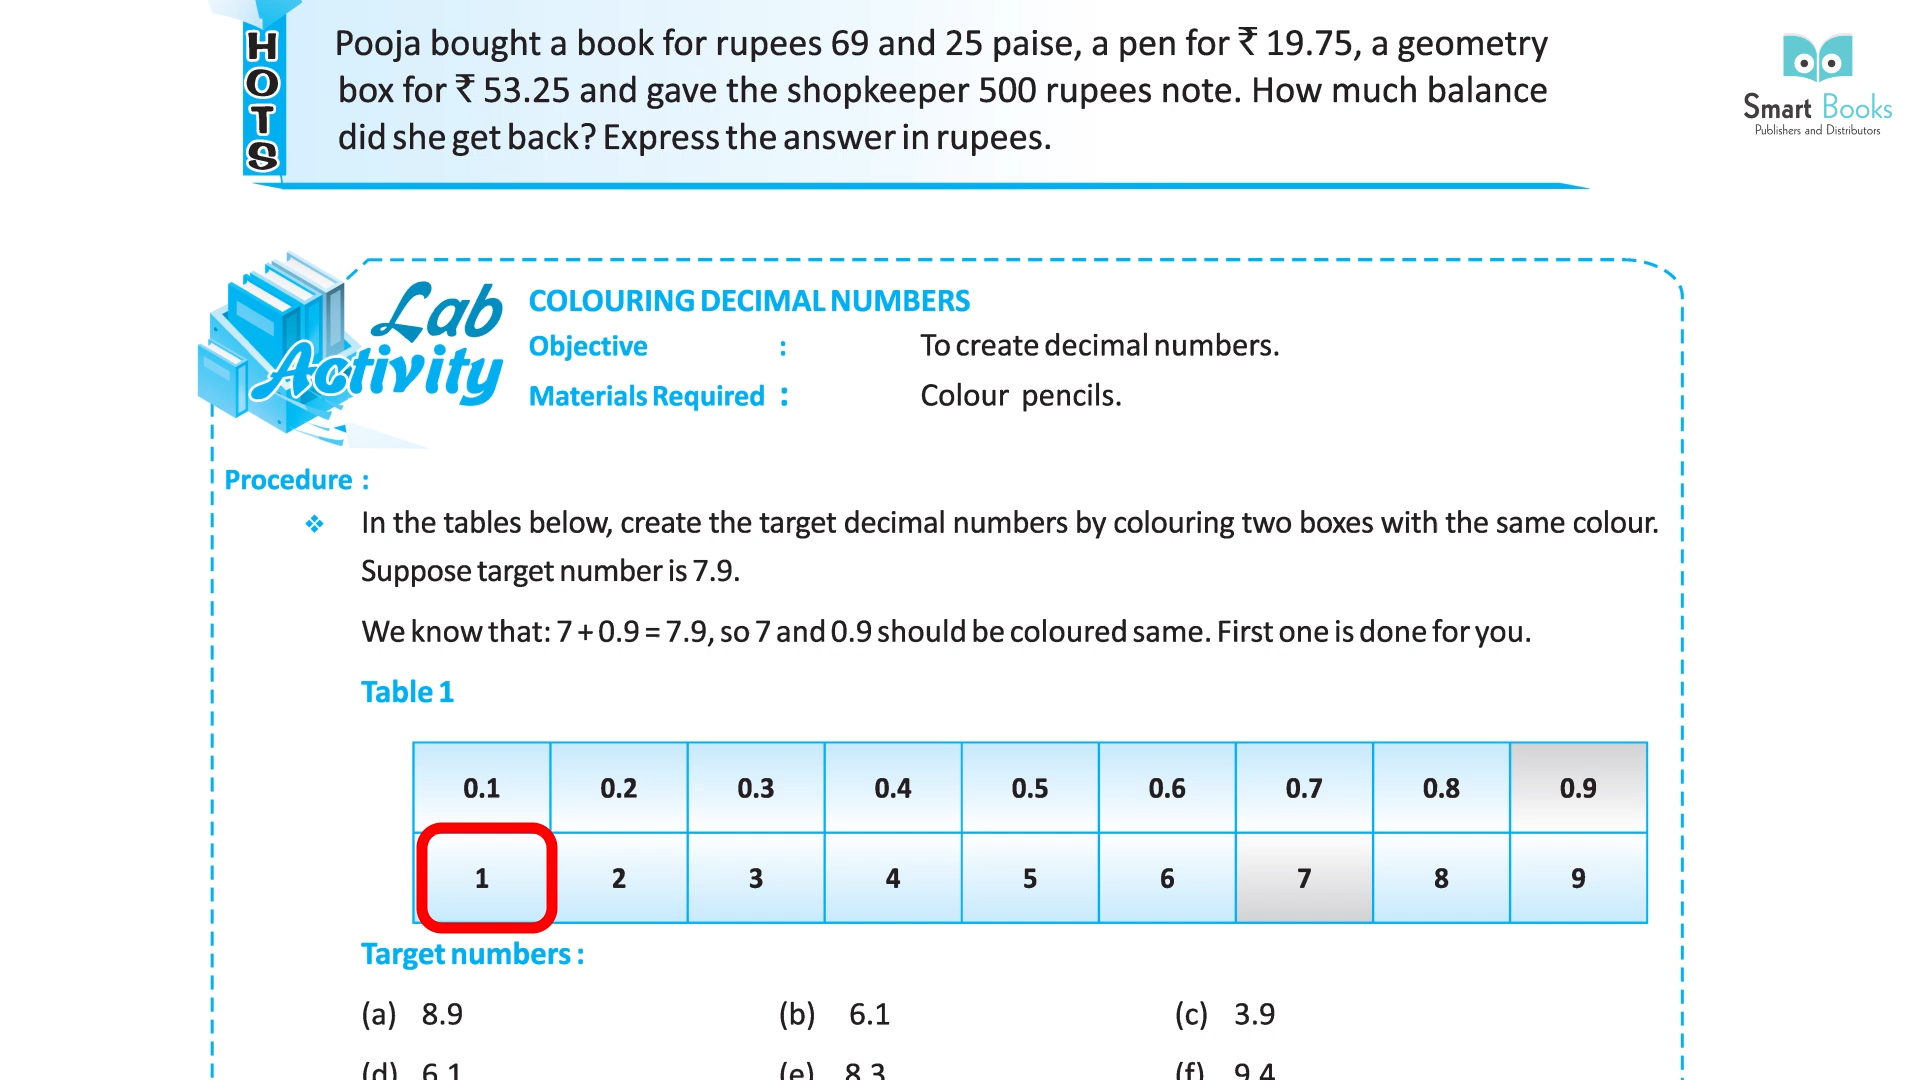 HOTS
Pooja bought a book for rupees 69 and 25 paise, a pen for ₹ 19.75, a geometry
box for ₹ 53.25 and gave the shopkeeper 500 rupees note. How much balance
did she get back? Express the answer in rupees.
Smart Books
Publishers and Distributors
Lab
Activity
COLOURING DECIMAL NUMBERS
Objective : To create decimal numbers.
Materials Required : Colour pencils.
Procedure :
❖ In the tables below, create the target decimal numbers by colouring two boxes with the same colour.
Suppose target number is 7.9.
We know that: 7 + 0.9 = 7.9, so 7 and 0.9 should be coloured same. First one is done for you.
Table 1
0.1 0.2 0.3 0.4 0.5 0.6 0.7 0.8 0.9
1 2 3 4 5 6 7 8 9
Target numbers :
(a) 8.9 (b) 6.1 (c) 3.9
(d) 6.1 (e) 8.3 (f) 9.4